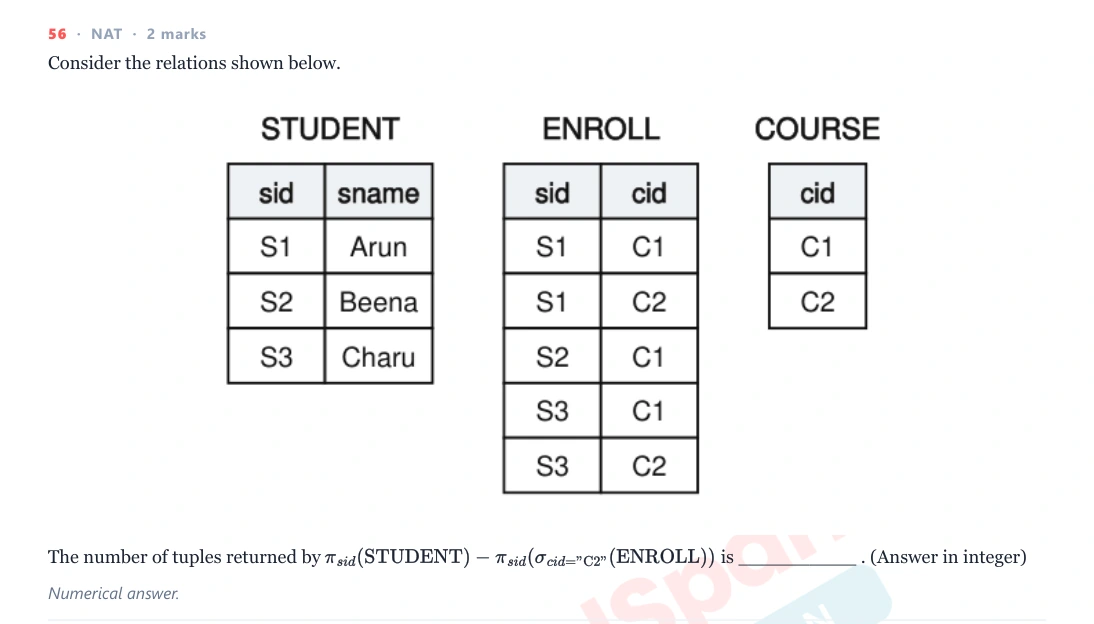 56 · NAT · 2 marks
Consider the relations shown below.
STUDENT ENROLL COURSE
sid sname sid cid cid
S1 Arun S1 C1 C1
S2 Beena S1 C2 C2
S3 Charu S2 C1
S3 C1
S3 C2
The number of tuples returned by π_sid(STUDENT) − π_sid(σ_cid="C2"(ENROLL)) is ____________ . (Answer in integer)
Numerical answer.